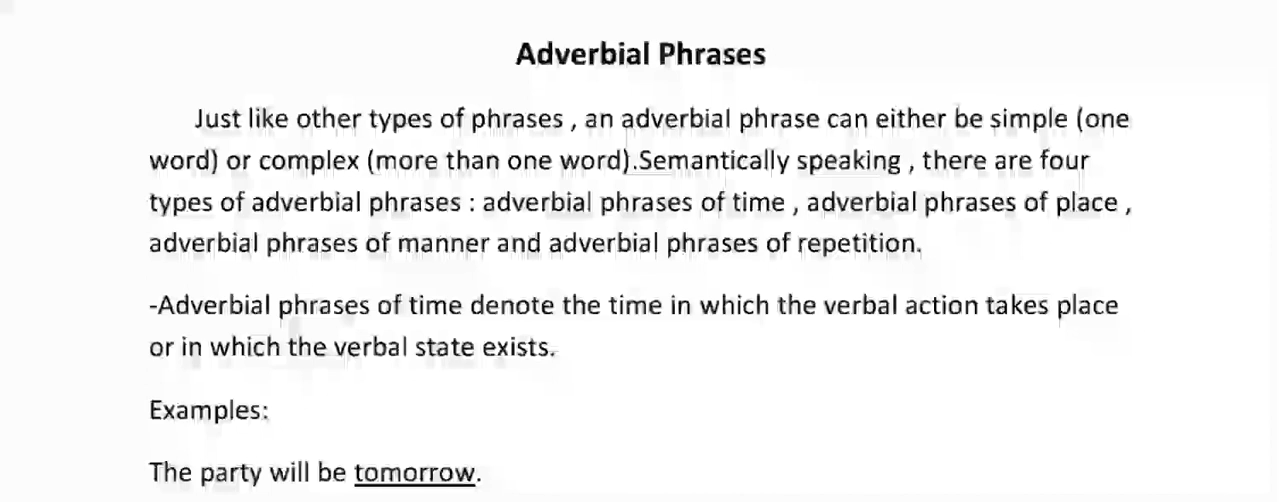 Adverbial Phrases
Just like other types of phrases , an adverbial phrase can either be simple (one
word) or complex (more than one word).Semantically speaking , there are four
types of adverbial phrases : adverbial phrases of time , adverbial phrases of place ,
adverbial phrases of manner and adverbial phrases of repetition.
-Adverbial phrases of time denote the time in which the verbal action takes place
or in which the verbal state exists.
Examples:
The party will be tomorrow.